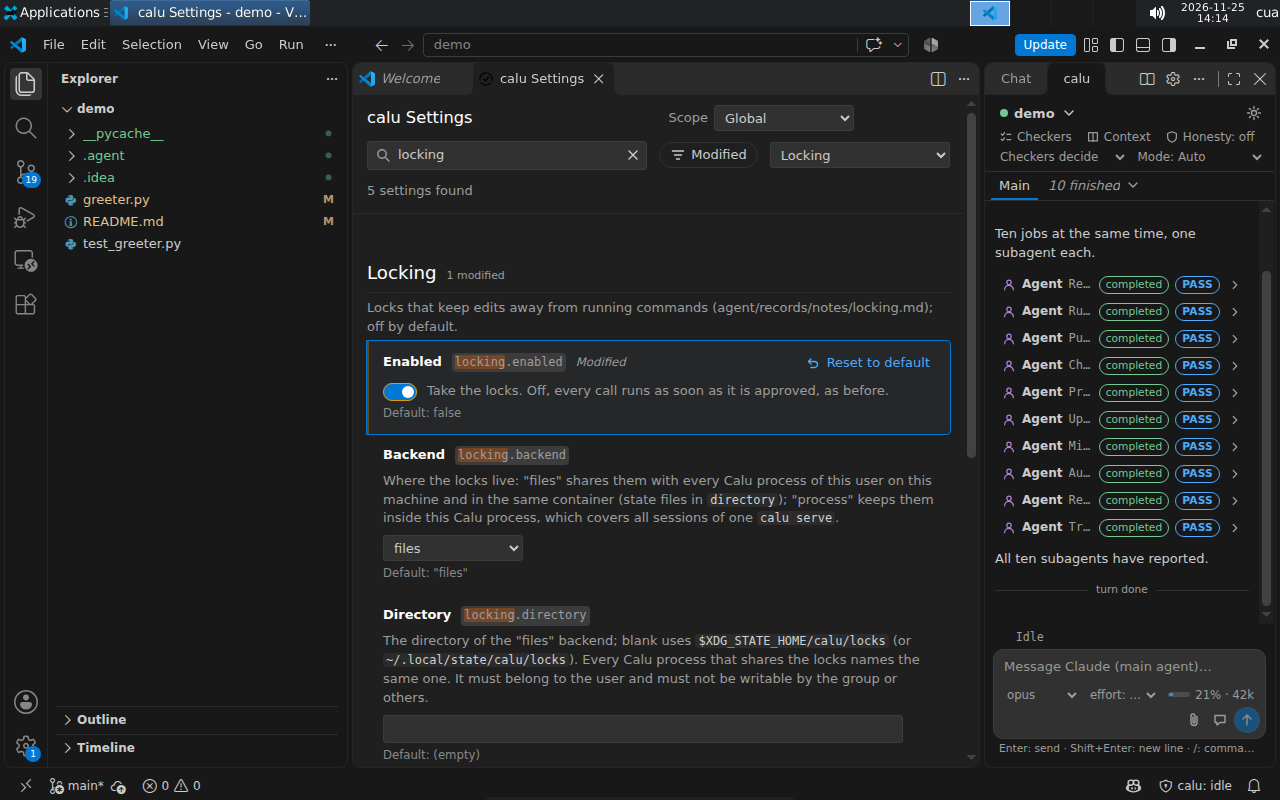 Applications
calu Settings - demo - V...
2026-11-25
14:14
cua
File Edit Selection View Go Run ...
demo
Update
Explorer
demo
__pycache__
.agent
.idea
greeter.py M
README.md M
test_greeter.py
19
1
Outline
Timeline
Welcome
calu Settings
calu Settings
Scope Global
locking
Modified
Locking
5 settings found
Locking 1 modified
Locks that keep edits away from running commands (agent/records/notes/locking.md);
off by default.
Enabled locking.enabled Modified Reset to default
Take the locks. Off, every call runs as soon as it is approved, as before.
Default: false
Backend locking.backend
Where the locks live: "files" shares them with every Calu process of this user on this
machine and in the same container (state files in directory); "process" keeps them
inside this Calu process, which covers all sessions of one calu serve.
files
Default: "files"
Directory locking.directory
The directory of the "files" backend; blank uses $XDG_STATE_HOME/calu/locks (or
~/.local/state/calu/locks). Every Calu process that shares the locks names the
same one. It must belong to the user and must not be writable by the group or
others.
Default: (empty)
Chat calu
demo
Checkers Context Honesty: off
Checkers decide Mode: Auto
Main 10 finished
Ten jobs at the same time, one
subagent each.
Agent Re... completed PASS
Agent Ru... completed PASS
Agent Pu... completed PASS
Agent Ch... completed PASS
Agent Pr... completed PASS
Agent Up... completed PASS
Agent Mi... completed PASS
Agent Au... completed PASS
Agent Re... completed PASS
Agent Tr... completed PASS
All ten subagents have reported.
turn done
Idle
Message Claude (main agent)...
opus effort: ... 21% · 42k
Enter: send · Shift+Enter: new line · /: comma...
main* 0 0
calu: idle